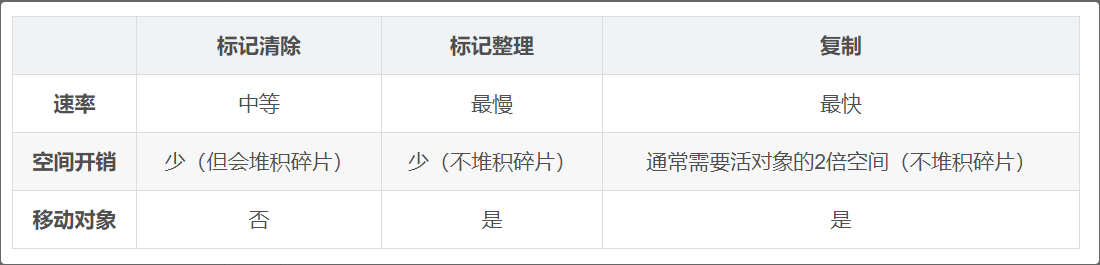 标记清除 标记整理 复制
速率 中等 最慢 最快
空间开销 少（但会堆积碎片） 少（不堆积碎片） 通常需要活对象的2倍空间（不堆积碎片）
移动对象 否 是 是